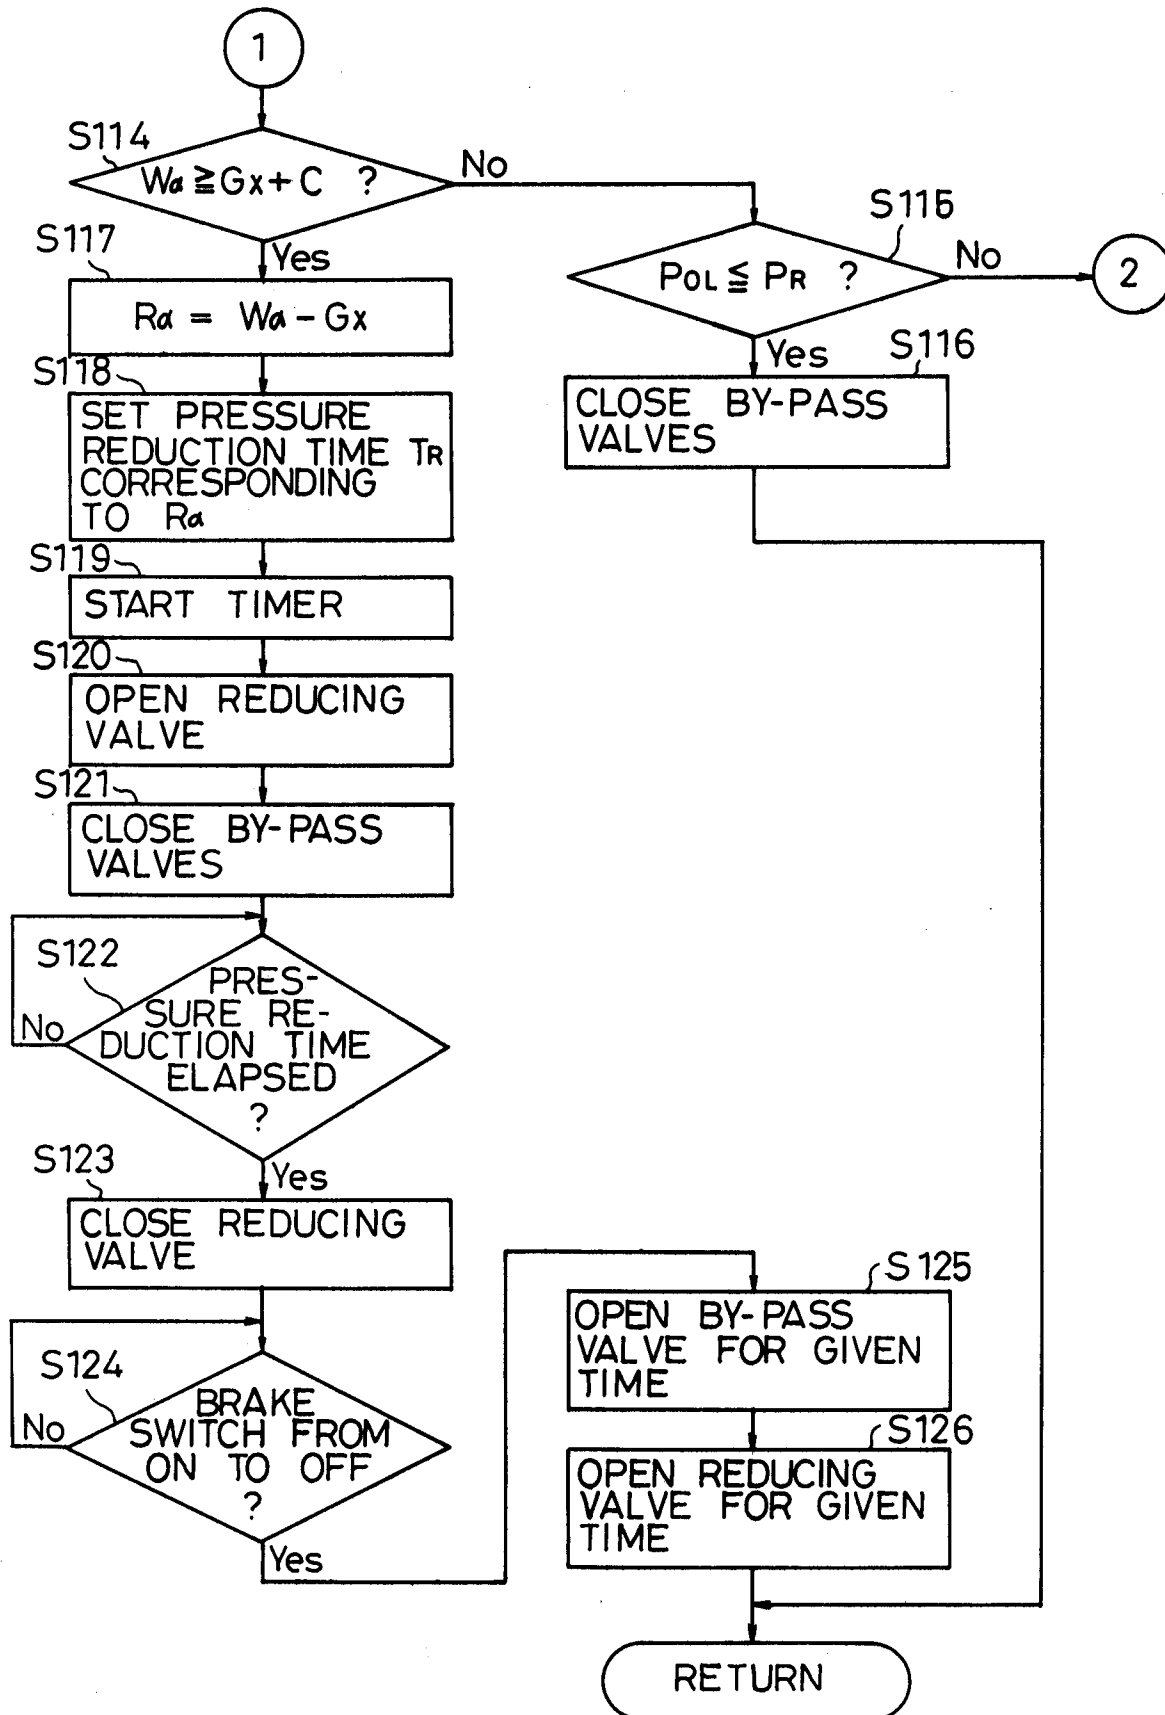 1
S114
Wα ≧ Gx + C ?
No
Yes
S115
POL ≦ PR ?
No
2
Yes
S116
CLOSE BY-PASS
VALVES
S117
Rα = Wα - Gx
S118
SET PRESSURE
REDUCTION TIME TR
CORRESPONDING
TO Rα
S119
START TIMER
S120
OPEN REDUCING
VALVE
S121
CLOSE BY-PASS
VALVES
S122
PRES-
SURE RE-
DUCTION TIME
ELAPSED
?
No
Yes
S123
CLOSE REDUCING
VALVE
S124
BRAKE
SWITCH FROM
ON TO OFF
?
No
Yes
S125
OPEN BY-PASS
VALVE FOR GIVEN
TIME
S126
OPEN REDUCING
VALVE FOR GIVEN
TIME
RETURN